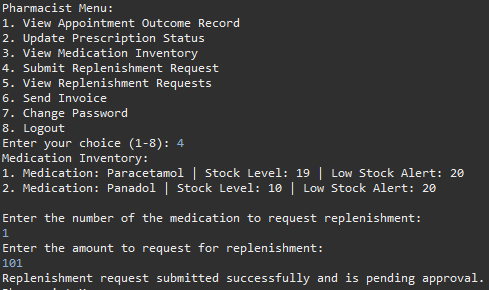 Pharmacist Menu:
1. View Appointment Outcome Record
2. Update Prescription Status
3. View Medication Inventory
4. Submit Replenishment Request
5. View Replenishment Requests
6. Send Invoice
7. Change Password
8. Logout
Enter your choice (1-8): 4
Medication Inventory:
1. Medication: Paracetamol | Stock Level: 19 | Low Stock Alert: 20
2. Medication: Panadol | Stock Level: 10 | Low Stock Alert: 20
Enter the number of the medication to request replenishment:
1
Enter the amount to request for replenishment:
101
Replenishment request submitted successfully and is pending approval.